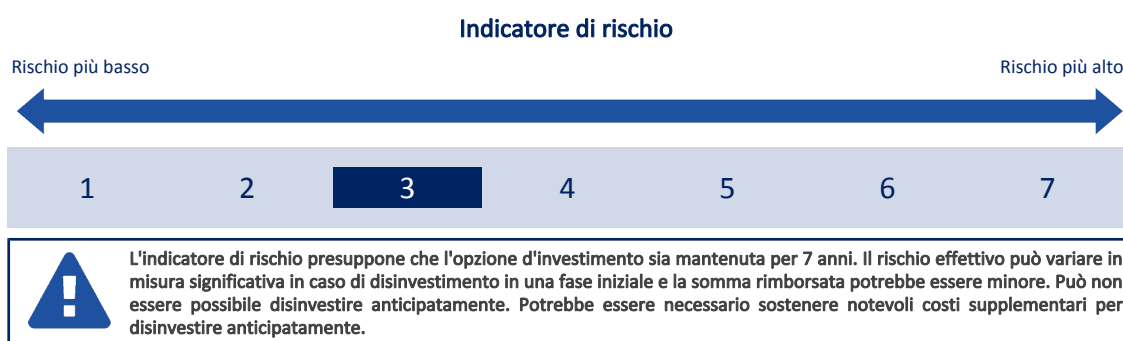 Indicatore di rischio
Rischio più basso
Rischio più alto
1 2 3 4 5 6 7
L'indicatore di rischio presuppone che l'opzione d'investimento sia mantenuta per 7 anni. Il rischio effettivo può variare in
misura significativa in caso di disinvestimento in una fase iniziale e la somma rimborsata potrebbe essere minore. Può non
essere possibile disinvestire anticipatamente. Potrebbe essere necessario sostenere notevoli costi supplementari per
disinvestire anticipatamente.